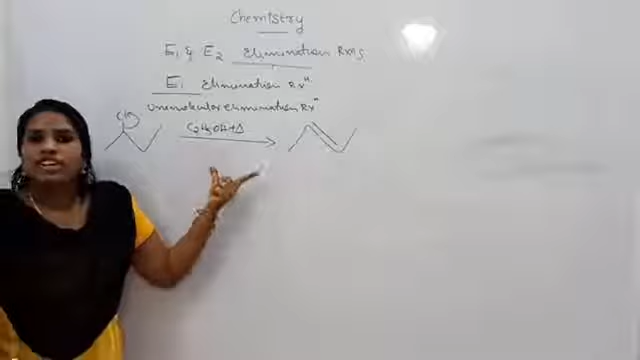 Chemistry
E1 & E2 Elimination Rxns
E1 Elimination Rxn
Unimolecular Elimination Rxn
C2H5OH+Δ